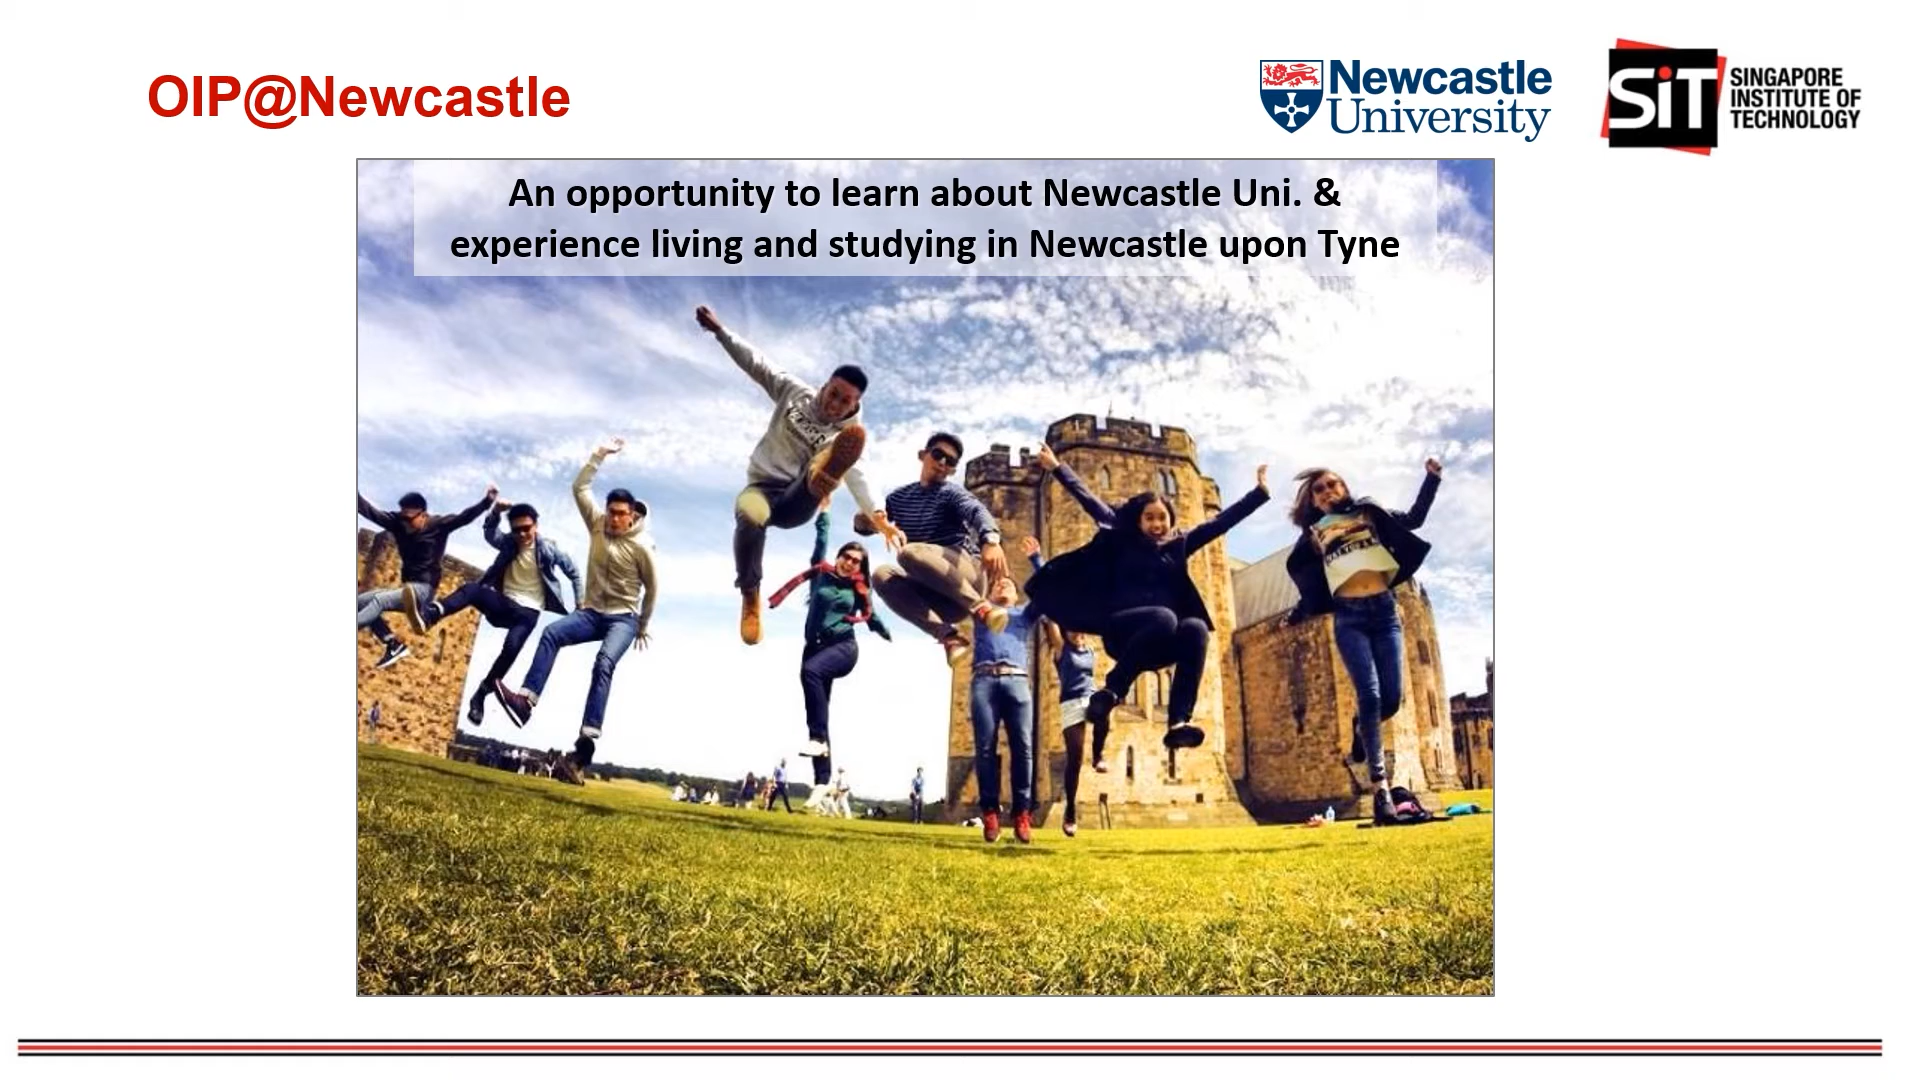 OIP@Newcastle
Newcastle
University
SiT
SINGAPORE
INSTITUTE OF
TECHNOLOGY
An opportunity to learn about Newcastle Uni. &
experience living and studying in Newcastle upon Tyne